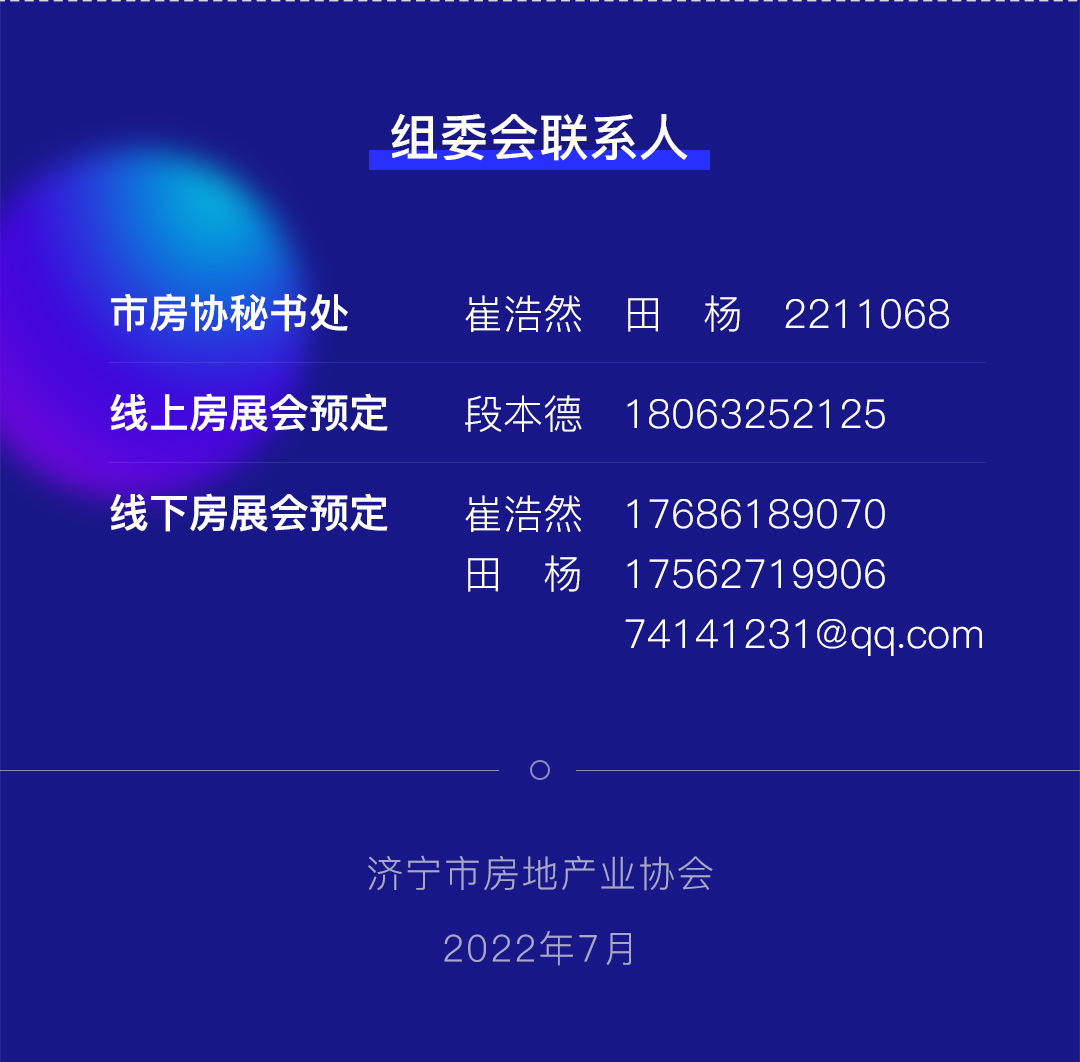 组委会联系人
市房协秘书处 崔浩然 田　杨 2211068
线上房展会预定 段本德 18063252125
线下房展会预定 崔浩然 17686189070
田　杨 17562719906
74141231@qq.com
济宁市房地产业协会
2022年7月